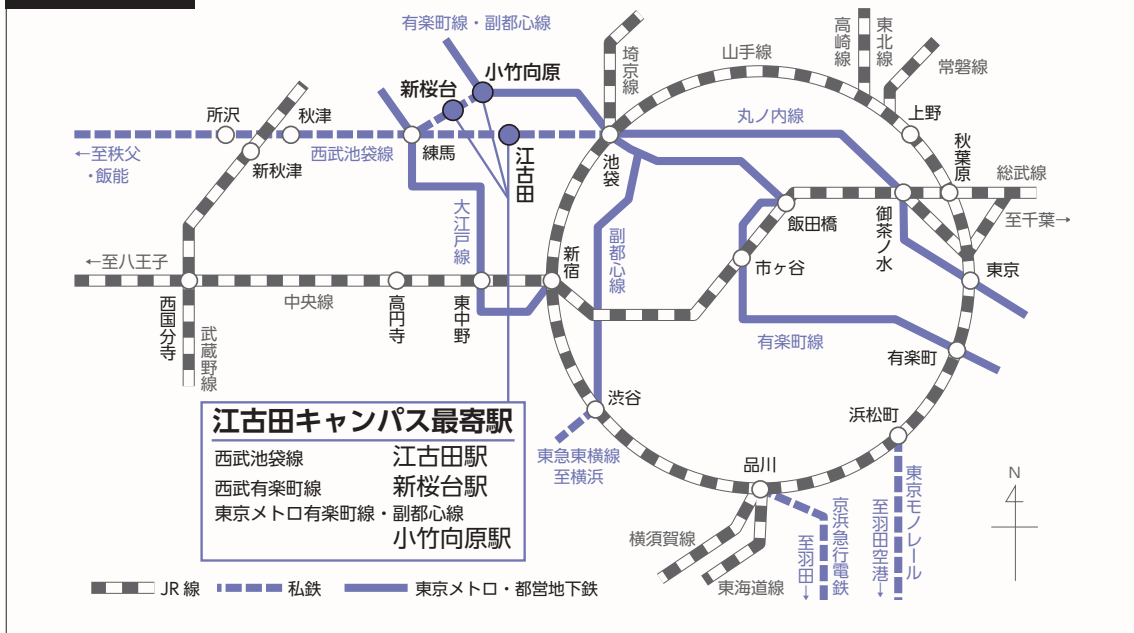 有楽町線・副都心線
小竹向原
新桜台
埼京線
山手線
高崎線
東北線
常磐線
所沢
秋津
新秋津
←至秩父
・飯能
西武池袋線
練馬
江古田
池袋
丸ノ内線
上野
秋葉原
総武線
至千葉→
大江戸線
副都心線
飯田橋
御茶ノ水
市ヶ谷
東京
新宿
←至八王子
中央線
西国分寺
武蔵野線
高円寺
東中野
有楽町線
有楽町
渋谷
東急東横線
至横浜
浜松町
品川
横須賀線
東海道線
京浜急行電鉄
至羽田→
東京モノレール
至羽田空港→
N
江古田キャンパス最寄駅
西武池袋線 江古田駅
西武有楽町線 新桜台駅
東京メトロ有楽町線・副都心線
小竹向原駅
JR線
私鉄
東京メトロ・都営地下鉄